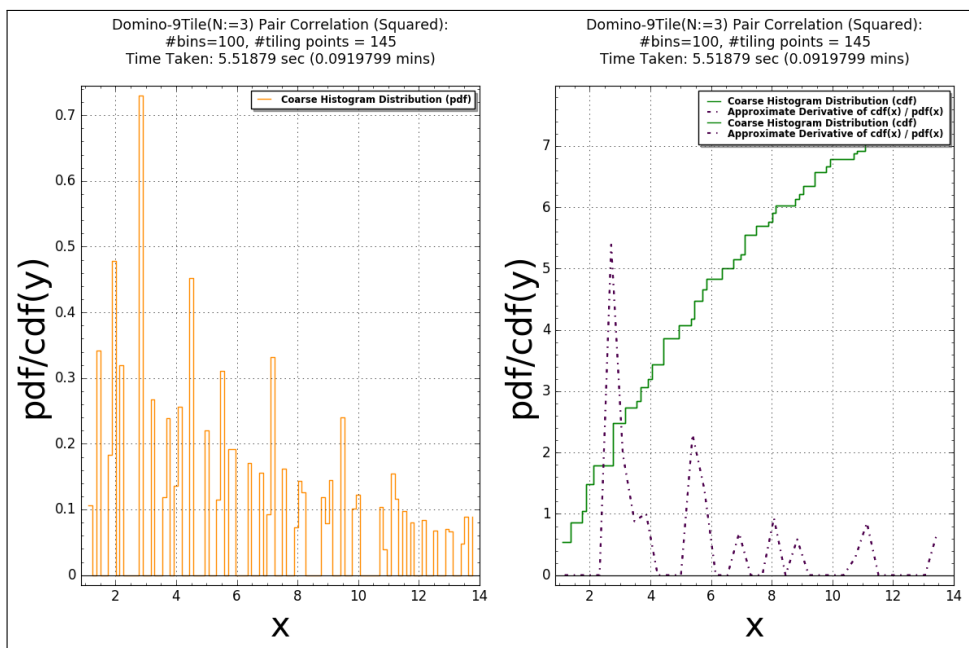 Domino-9Tile(N:=3) Pair Correlation (Squared):
#bins=100, #tiling points = 145
Time Taken: 5.51879 sec (0.0919799 mins)
Coarse Histogram Distribution (pdf)
0.7
0.6
0.5
0.4
0.3
0.2
0.1
0
pdf/cdf(y)
2
4
6
8
10
12
14
x
Domino-9Tile(N:=3) Pair Correlation (Squared):
#bins=100, #tiling points = 145
Time Taken: 5.51879 sec (0.0919799 mins)
Coarse Histogram Distribution (cdf)
Approximate Derivative of cdf(x) / pdf(x)
Coarse Histogram Distribution (cdf)
Approximate Derivative of cdf(x) / pdf(x)
7
6
5
4
3
2
1
0
pdf/cdf(y)
2
4
6
8
10
12
14
x